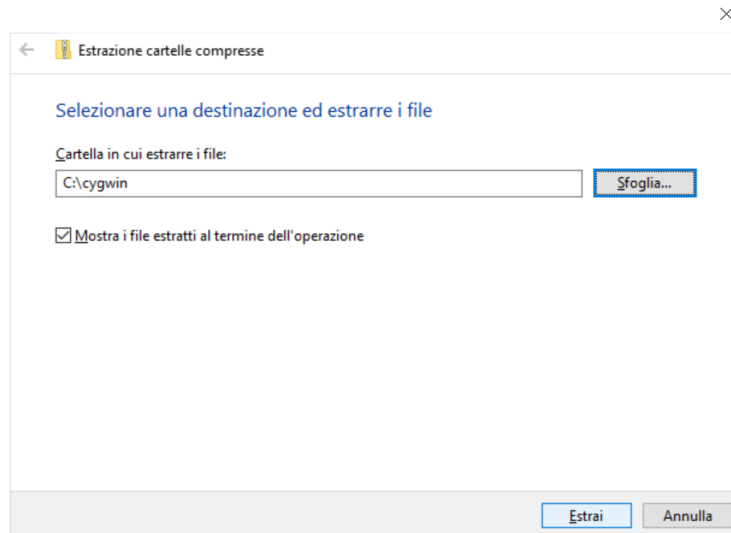 Estrazione cartelle compresse
Selezionare una destinazione ed estrarre i file
Cartella in cui estrarre i file:
C:\cygwin
Sfoglia...
Mostra i file estratti al termine dell'operazione
Estrai
Annulla